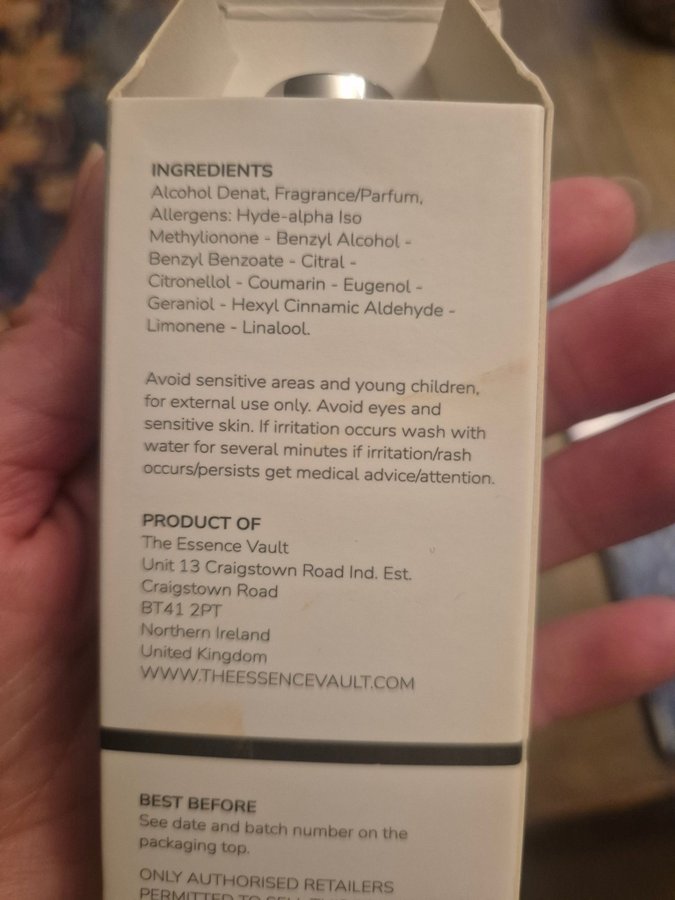 INGREDIENTS
Alcohol Denat, Fragrance/Parfum,
Allergens: Hyde-alpha Iso
Methylionone - Benzyl Alcohol -
Benzyl Benzoate - Citral -
Citronellol - Coumarin - Eugenol -
Geraniol - Hexyl Cinnamic Aldehyde -
Limonene - Linalool.
Avoid sensitive areas and young children,
for external use only. Avoid eyes and
sensitive skin. If irritation occurs wash with
water for several minutes if irritation/rash
occurs/persists get medical advice/attention.
PRODUCT OF
The Essence Vault
Unit 13 Craigstown Road Ind. Est.
Craigstown Road
BT41 2PT
Northern Ireland
United Kingdom
WWW.THEESSENCEVAULT.COM
BEST BEFORE
See date and batch number on the
packaging top.
ONLY AUTHORISED RETAILERS
PERMITTED TO